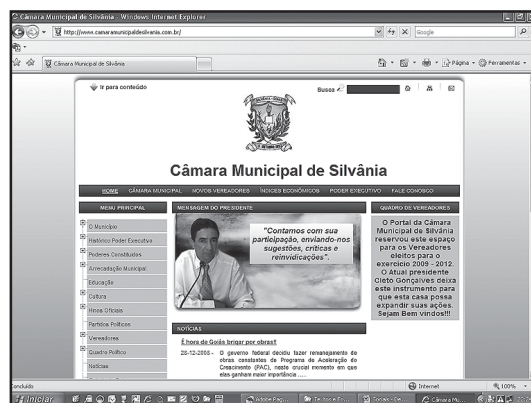 Câmara Municipal de Silvânia - Windows Internet Explorer
http://www.camaramunicipaldesilvania.com.br/
Google
Câmara Municipal de Silvânia
Página
Ferramentas
Ir para conteúdo
Busca
Câmara Municipal de Silvânia
HOME CÂMARA MUNICIPAL NOVOS VEREADORES ÍNDICES ECONÔMICOS PODER EXECUTIVO FALE CONOSCO
MENU PRINCIPAL
O Município
Histórico Poder Executivo
Poderes Constituídos
Arrecadação Municipal
Educação
Cultura
Hinos Oficiais
Partidos Políticos
Vereadores
Quadro Político
Notícias
MENSAGEM DO PRESIDENTE
"Contamos com sua
participação, enviando-nos
sugestões, críticas e
reinvidicações".
NOTÍCIAS
É hora de Goiás brigar por obras!!
28-12-2008 - O governo federal decidiu fazer remanejamento de
obras constantes de Programa de Aceleração do
Crescimento (PAC), neste crucial momento em que
elas ganham maior importância ....
QUADRO DE VEREADORES
O Portal da Câmara
Municipal de Silvânia
reservou este espaço
para os Vereadores
eleitos para o
exercício 2009 - 2012.
O Atual presidente
Cleto Gonçalves deixa
este instrumento para
que esta casa possa
expandir suas ações.
Sejam Bem vindos!!!
Concluído
Internet
100%
Iniciar
Adobe Pag...
Câmara Mu...